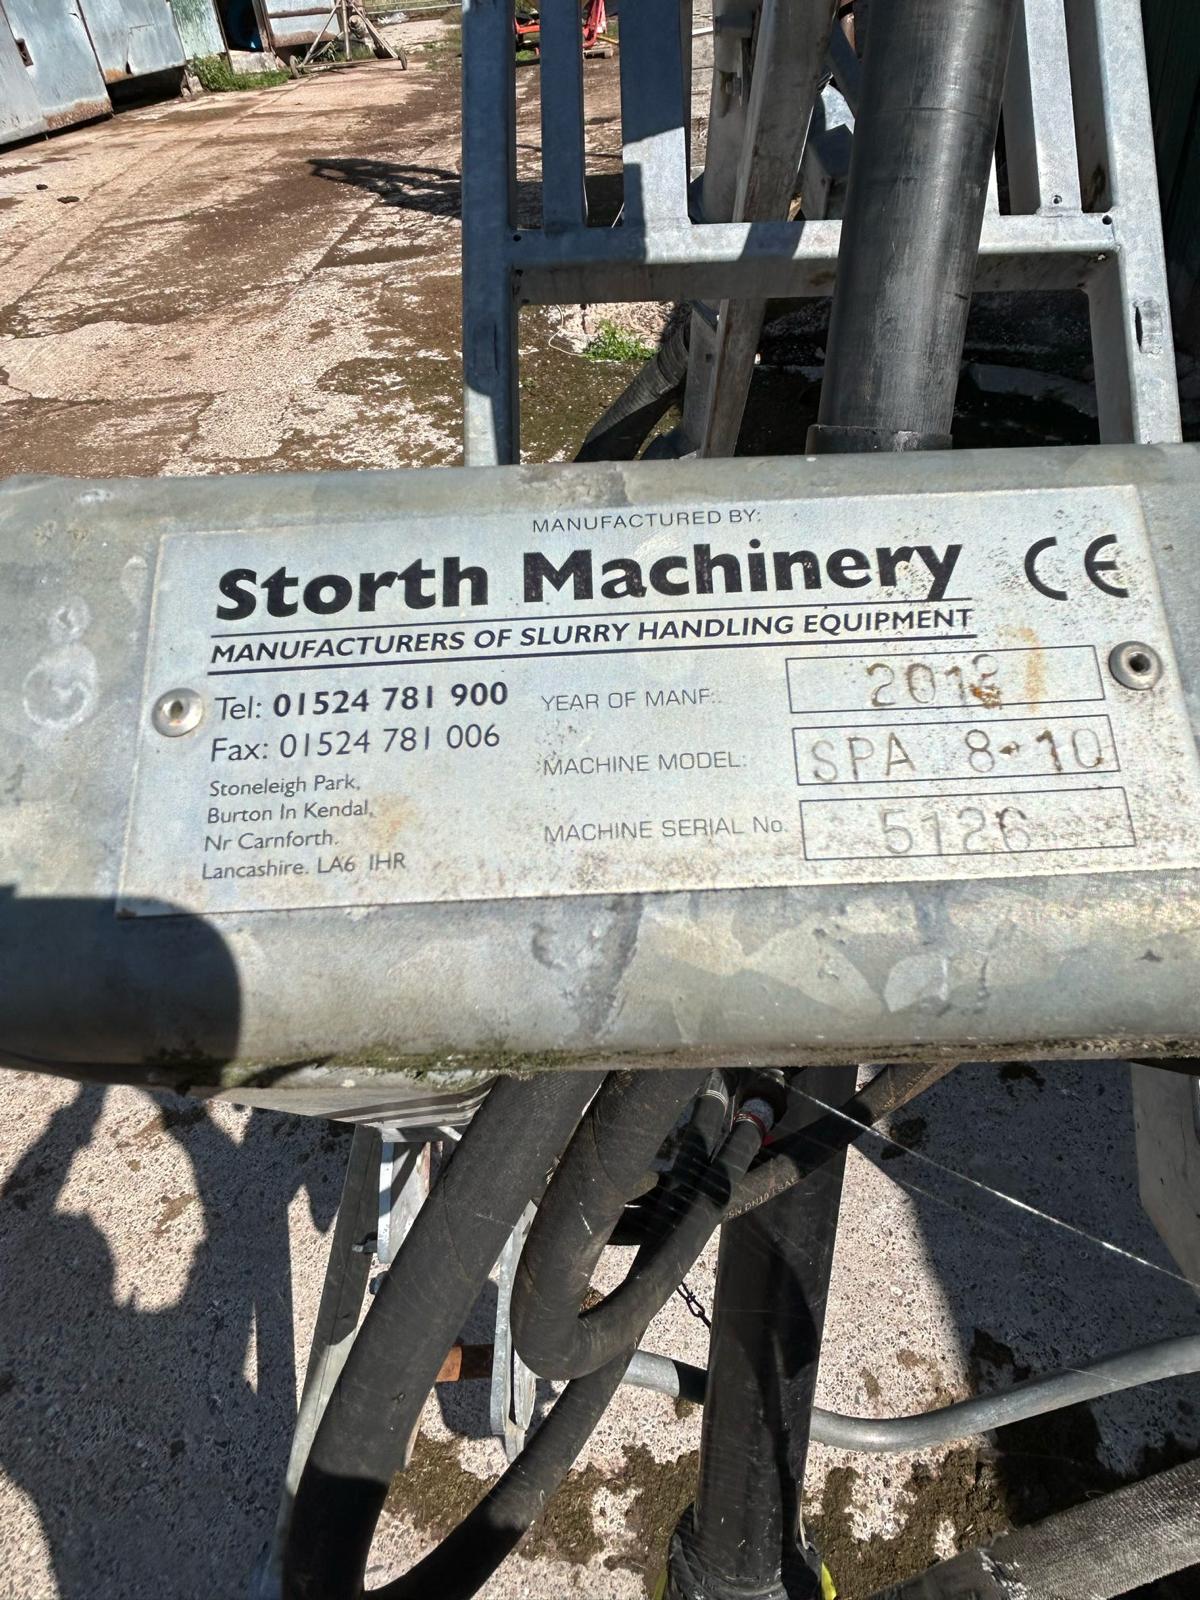 MANUFACTURED BY:
Storth Machinery CE
MANUFACTURERS OF SLURRY HANDLING EQUIPMENT
Tel: 01524 781 900
Fax: 01524 781 006
Stoneleigh Park,
Burton In Kendal,
Nr Carnforth.
Lancashire. LA6 1HR
YEAR OF MANF.:
MACHINE MODEL: SPA 8-10
MACHINE SERIAL No. 5126